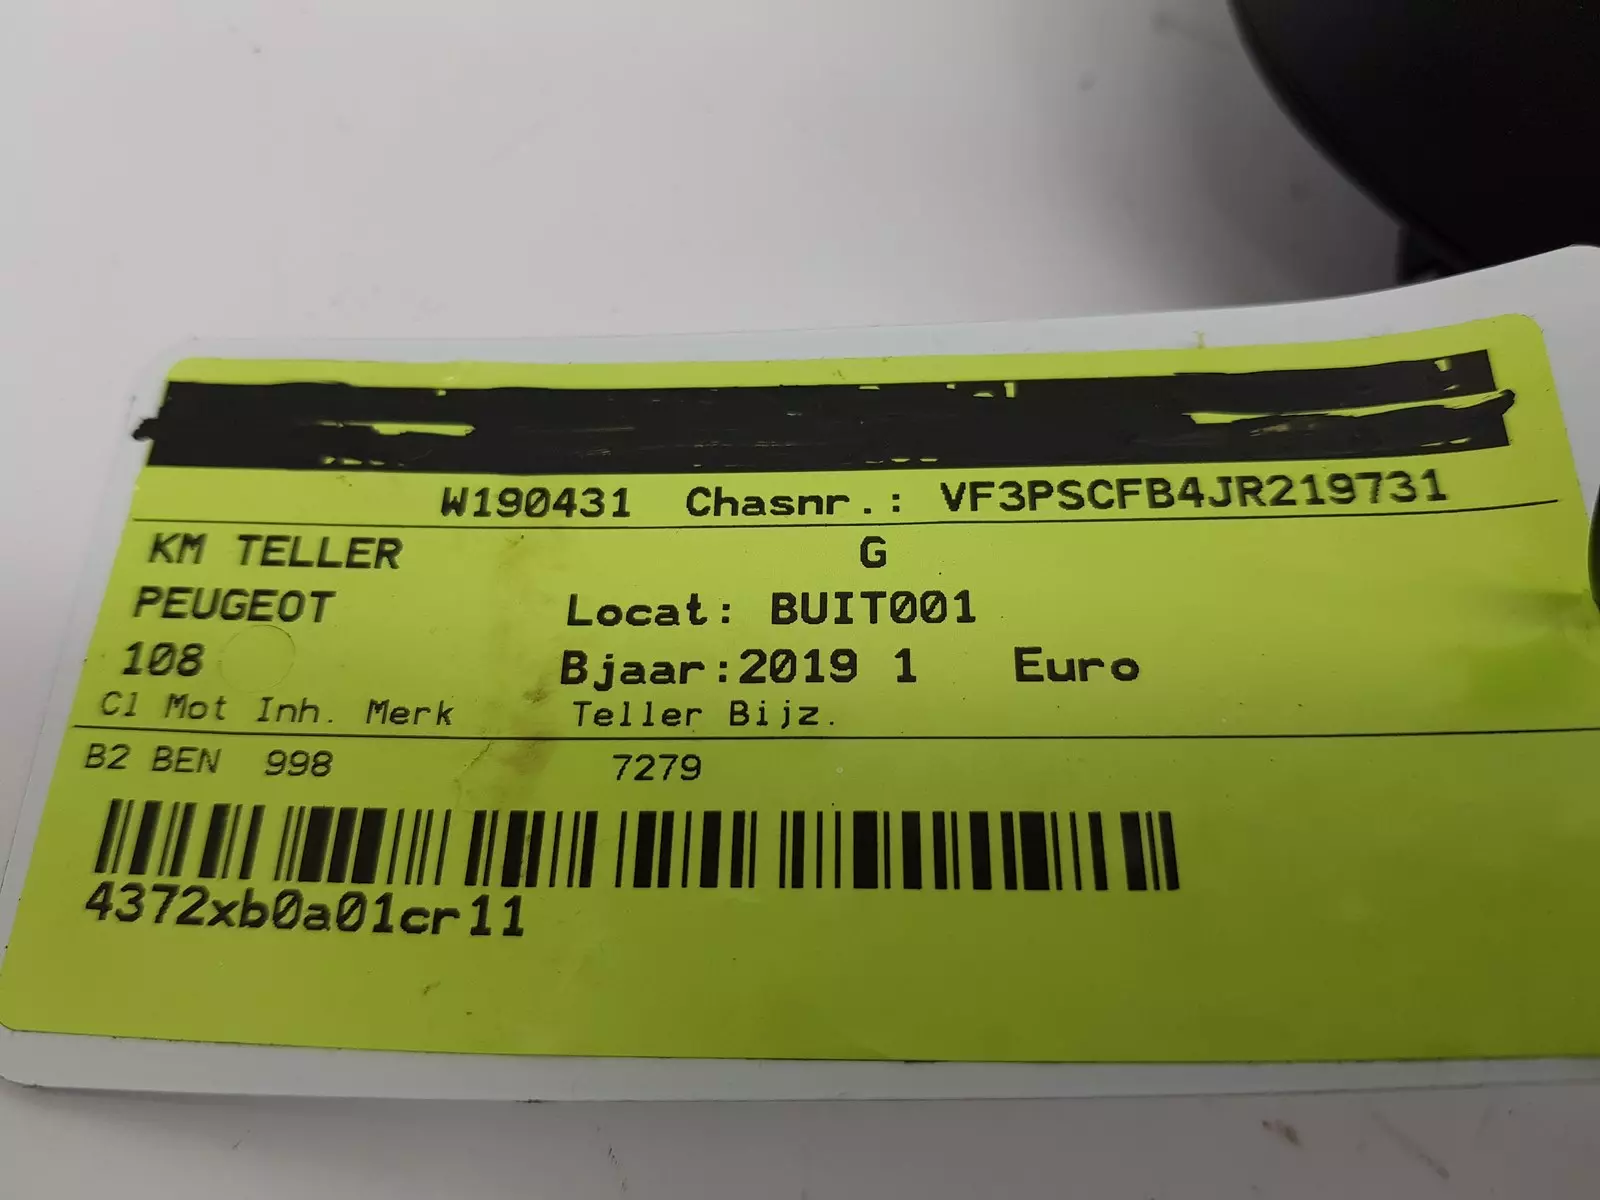 W190431 Chasnr.: VF3PSCFB4JR219731
KM TELLER G
PEUGEOT Locat: BUIT001
108 Bjaar:2019 1 Euro
Cl Mot Inh. Merk Teller Bijz.
B2 BEN 998 7279
4372xb0a01cr11